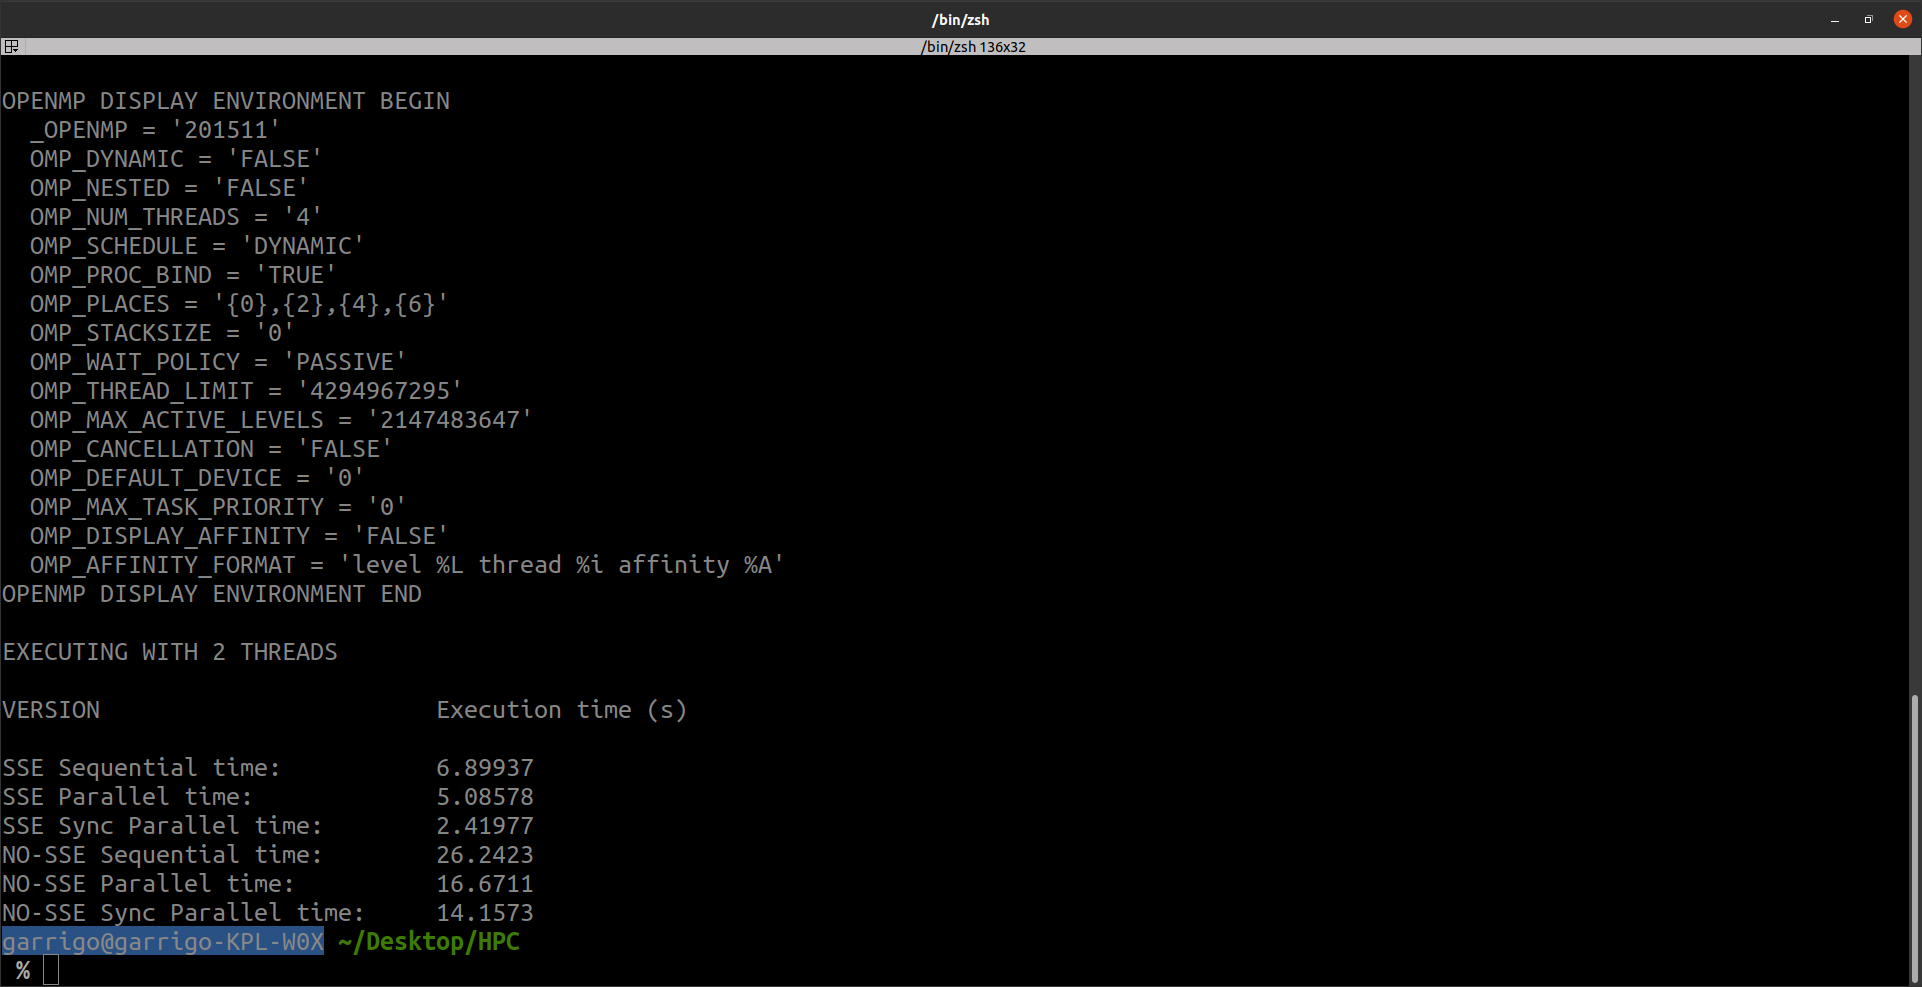 /bin/zsh
/bin/zsh 136x32
OPENMP DISPLAY ENVIRONMENT BEGIN
  _OPENMP = '201511'
  OMP_DYNAMIC = 'FALSE'
  OMP_NESTED = 'FALSE'
  OMP_NUM_THREADS = '4'
  OMP_SCHEDULE = 'DYNAMIC'
  OMP_PROC_BIND = 'TRUE'
  OMP_PLACES = '{0},{2},{4},{6}'
  OMP_STACKSIZE = '0'
  OMP_WAIT_POLICY = 'PASSIVE'
  OMP_THREAD_LIMIT = '4294967295'
  OMP_MAX_ACTIVE_LEVELS = '2147483647'
  OMP_CANCELLATION = 'FALSE'
  OMP_DEFAULT_DEVICE = '0'
  OMP_MAX_TASK_PRIORITY = '0'
  OMP_DISPLAY_AFFINITY = 'FALSE'
  OMP_AFFINITY_FORMAT = 'level %L thread %i affinity %A'
OPENMP DISPLAY ENVIRONMENT END
EXECUTING WITH 2 THREADS
VERSION                        Execution time (s)
SSE Sequential time:           6.89937
SSE Parallel time:             5.08578
SSE Sync Parallel time:        2.41977
NO-SSE Sequential time:        26.2423
NO-SSE Parallel time:          16.6711
NO-SSE Sync Parallel time:     14.1573
garrigo@garrigo-KPL-W0X ~/Desktop/HPC
 %